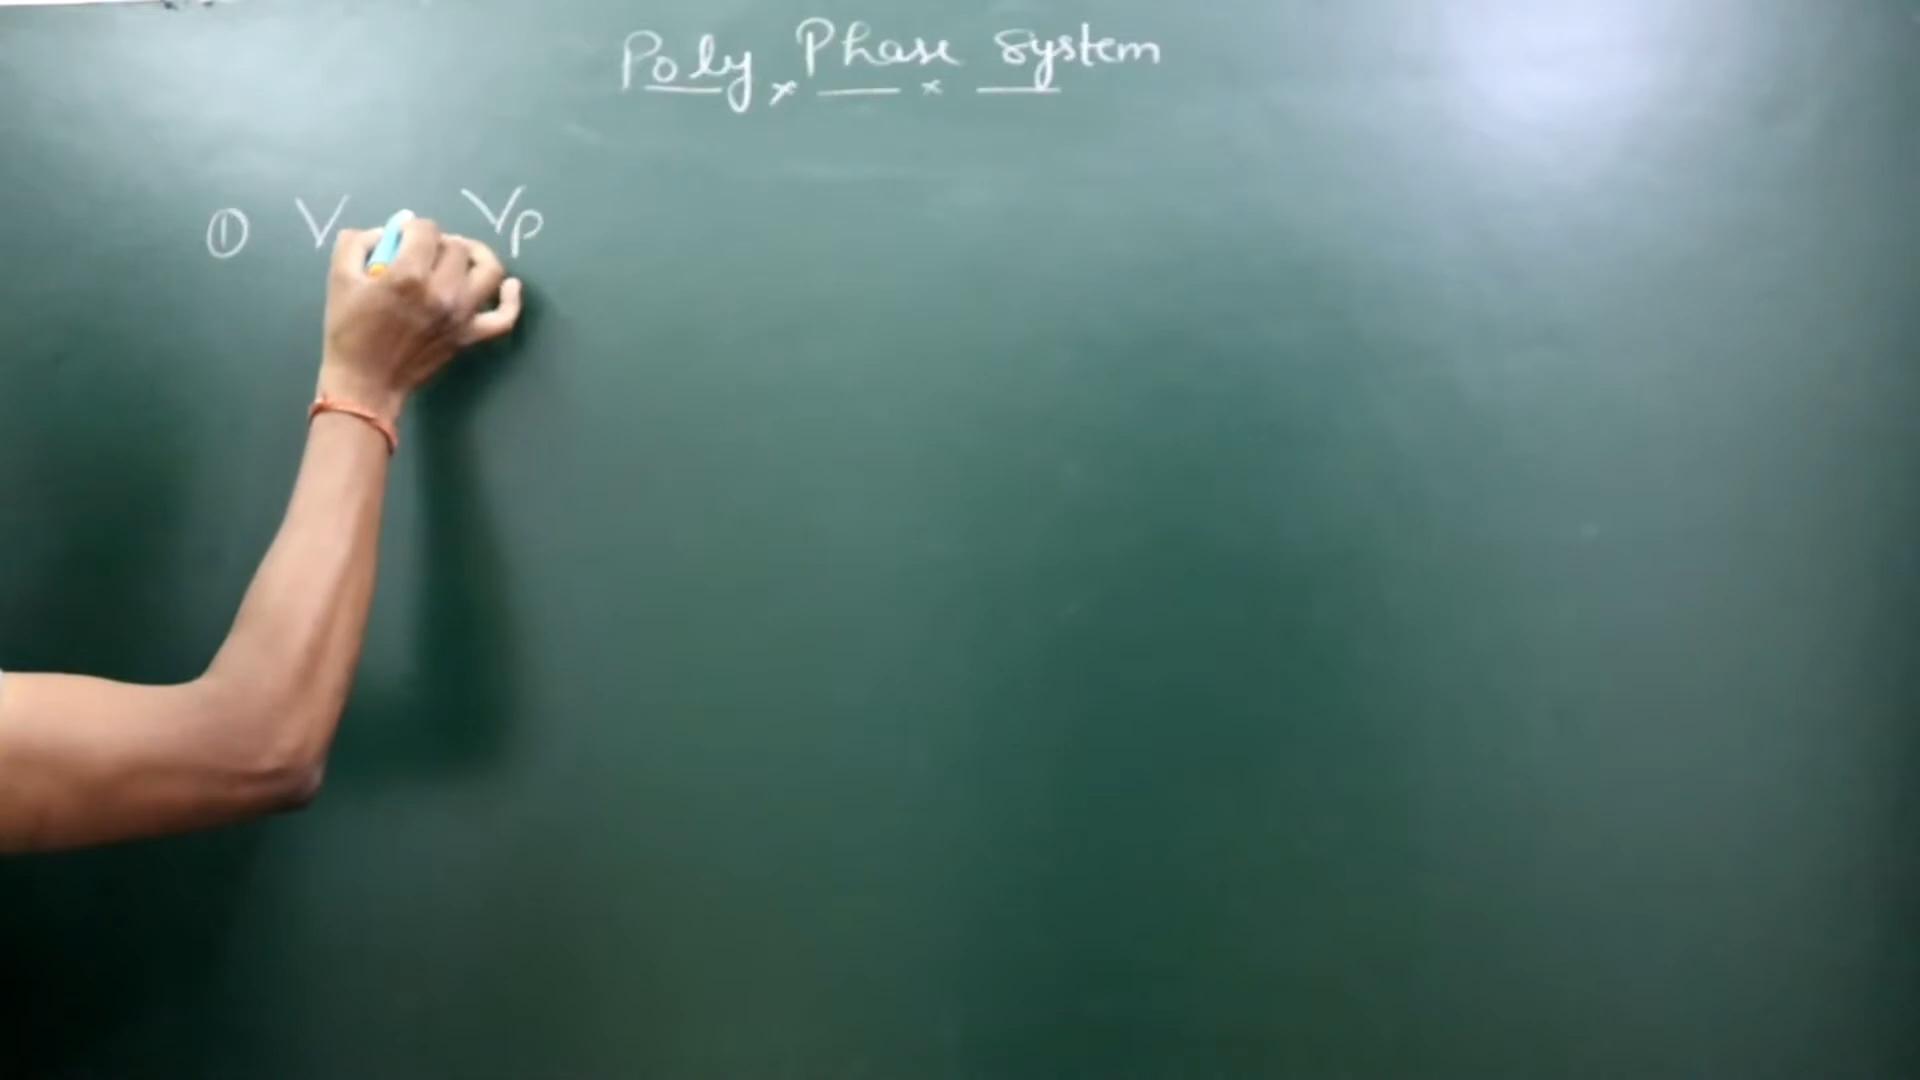 Poly Phase System
① V Vp